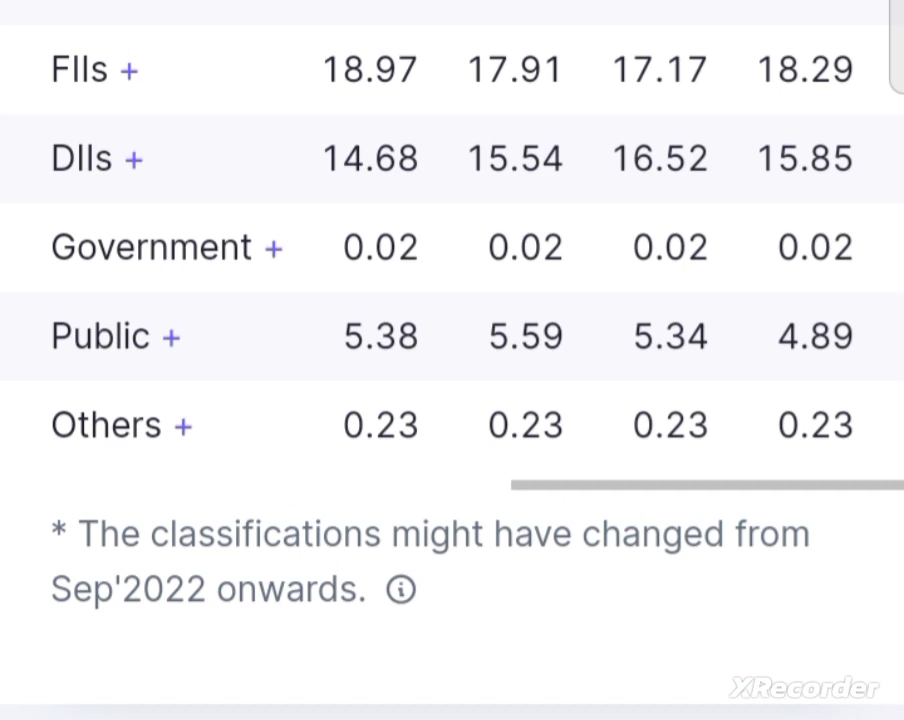 FIIs + 18.97 17.91 17.17 18.29
DIIs + 14.68 15.54 16.52 15.85
Government + 0.02 0.02 0.02 0.02
Public + 5.38 5.59 5.34 4.89
Others + 0.23 0.23 0.23 0.23
* The classifications might have changed from
Sep'2022 onwards.
XRecorder